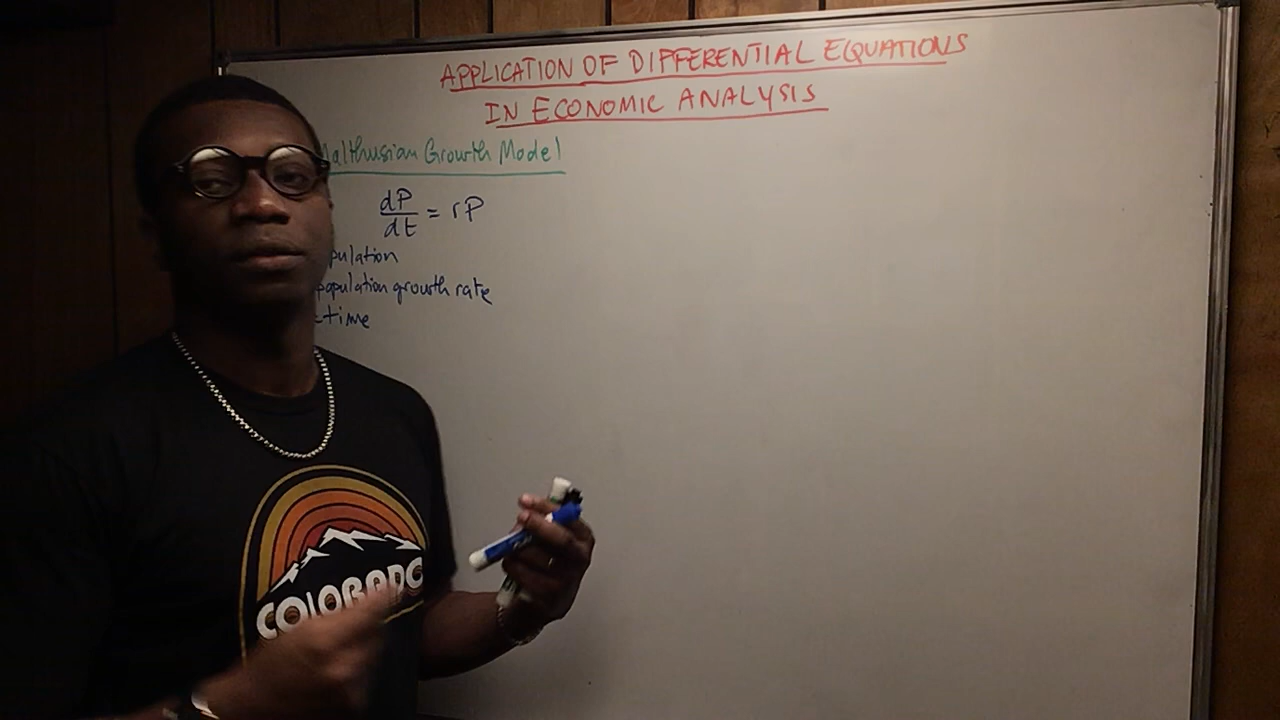 APPLICATION OF DIFFERENTIAL EQUATIONS
IN ECONOMIC ANALYSIS
Malthusian Growth Model
dP/dt = rP
pulation
population growth rate
=time
COLORADO